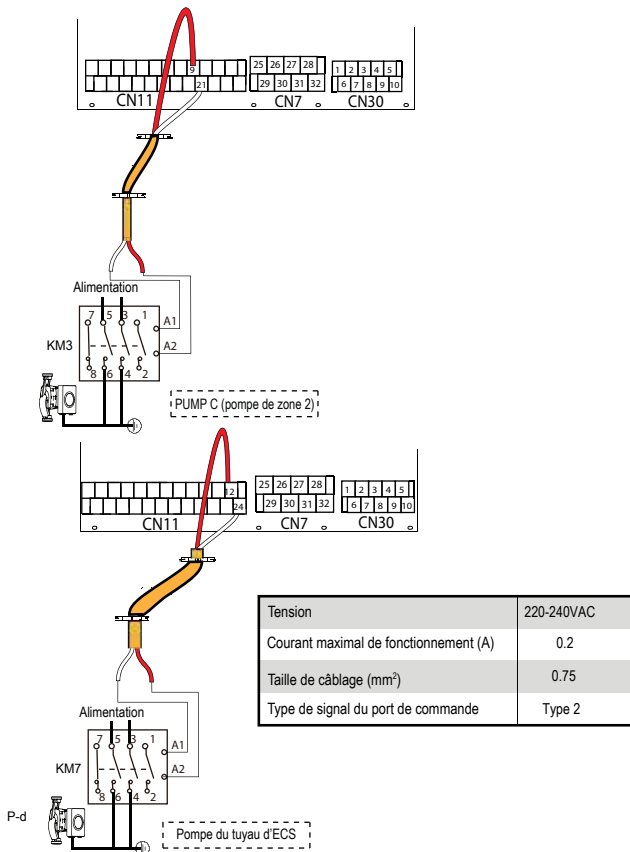 9
25 26 27 28
1 2 3 4 5
21
29 30 31 32
6 7 8 9 10
CN11
CN7
CN30
Alimentation
7 5 3 1
A1
KM3
A2
8 6 4 2
PUMP C (pompe de zone 2)
12
25 26 27 28
1 2 3 4 5
24
29 30 31 32
6 7 8 9 10
CN11
CN7
CN30
Tension 220-240VAC
Courant maximal de fonctionnement (A) 0.2
Taille de câblage (mm²) 0.75
Type de signal du port de commande Type 2
Alimentation
7 5 3 1
A1
KM7
A2
8 6 4 2
P-d
Pompe du tuyau d'ECS